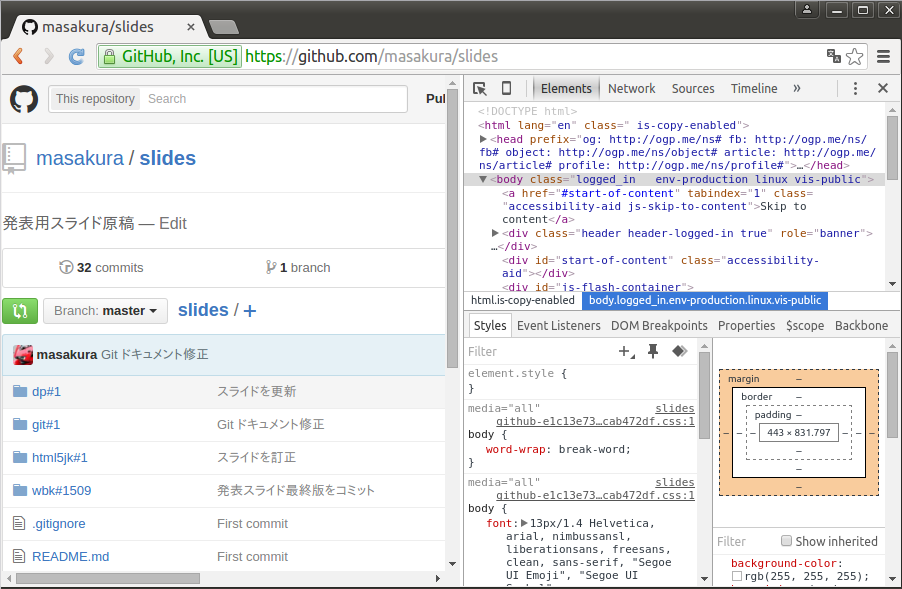 masakura/slides
GitHub, Inc. [US] https://github.com/masakura/slides
This repository Search
Pul
masakura / slides
発表用スライド原稿 — Edit
32 commits
1 branch
Branch: master
slides / +
masakura Git ドキュメント修正
dp#1 スライドを更新
git#1 Git ドキュメント修正
html5jk#1 スライドを訂正
wbk#1509 発表スライド最終版をコミット
.gitignore First commit
README.md First commit
Elements Network Sources Timeline »
<!DOCTYPE html>
<html lang="en" class=" is-copy-enabled">
<head prefix="og: http://ogp.me/ns# fb: http://ogp.me/ns/
fb# object: http://ogp.me/ns/object# article: http://ogp.me/
ns/article# profile: http://ogp.me/ns/profile#">…</head>
<body class="logged_in   env-production linux vis-public">
<a href="#start-of-content" tabindex="1" class=
"accessibility-aid js-skip-to-content">Skip to
content</a>
<div class="header header-logged-in true" role="banner">
…</div>
<div id="start-of-content" class="accessibility-
aid"></div>
<div id="js-flash-container">
html.is-copy-enabled body.logged_in.env-production.linux.vis-public
Styles Event Listeners DOM Breakpoints Properties $scope Backbone
Filter
element.style {
}
media="all" slides
github-e1c13e73…cab472df.css:1
body {
word-wrap: break-word;
}
media="all" slides
github-e1c13e73…cab472df.css:1
body {
font: 13px/1.4 Helvetica,
arial, nimbussansl,
liberationsans, freesans,
clean, sans-serif, "Segoe
UI Emoji", "Segoe UI
margin –
border –
padding –
– – – 443 × 831.797 – – –
–
–
–
Filter Show inherited
background-color:
rgb(255, 255, 255);